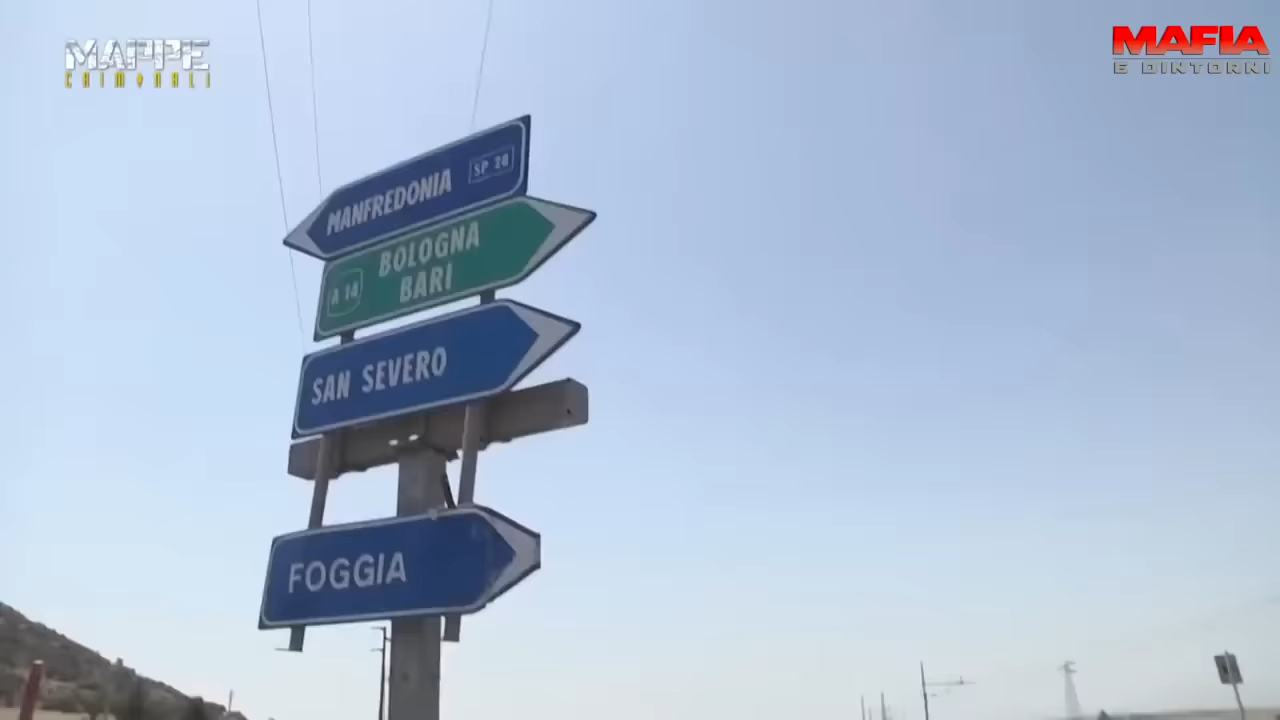 MAPPE
CRIMINALI
MAFIA
E DINTORNI
MANFREDONIA
SP 28
BOLOGNA
BARI
A 14
SAN SEVERO
FOGGIA